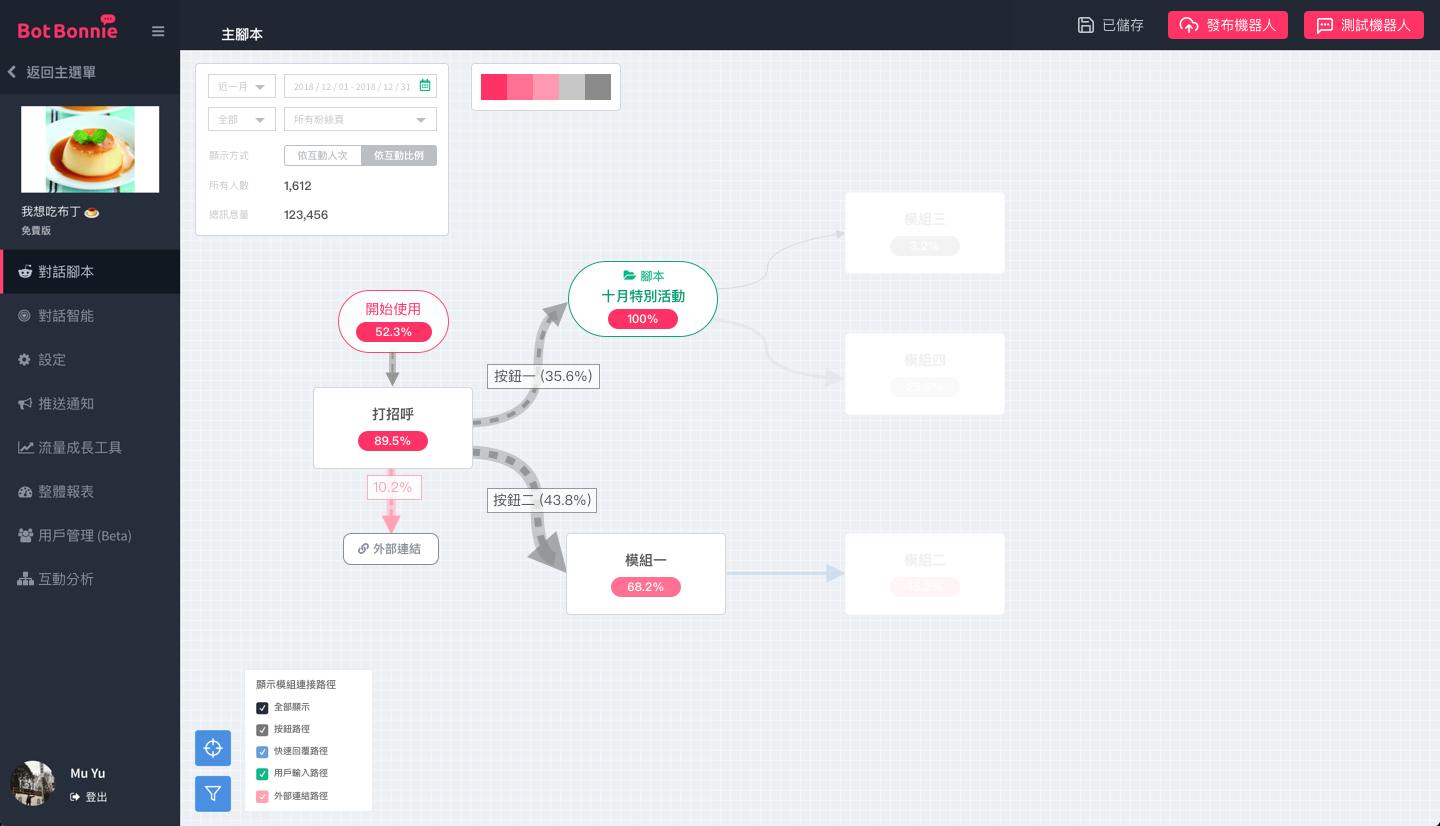 Bot Bonnie
主腳本
已儲存
發布機器人
測試機器人
返回主選單
我想吃布丁
免費版
對話腳本
對話智能
設定
推送通知
流量成長工具
整體報表
用戶管理 (Beta)
互動分析
Mu Yu
登出
近一月
2018 / 12 / 01 - 2018 / 12 / 31
全部
所有粉絲頁
顯示方式
依互動人次
依互動比例
所有人數
1,612
總訊息量
123,456
開始使用
52.3%
打招呼
89.5%
10.2%
外部連結
按鈕一 (35.6%)
按鈕二 (43.8%)
腳本
十月特別活動
100%
模組一
68.2%
模組三
3.2%
模組四
模組二
顯示模組連接路徑
全部顯示
按鈕路徑
快速回覆路徑
用戶輸入路徑
外部連結路徑